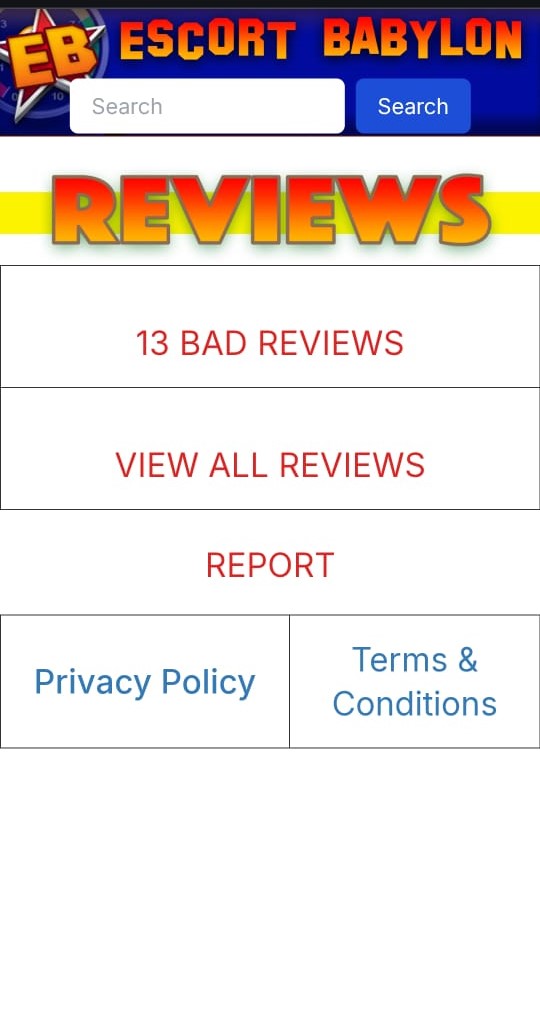 EB ESCORT BABYLON
Search Search
REVIEWS
13 BAD REVIEWS
VIEW ALL REVIEWS
REPORT
Privacy Policy
Terms &
Conditions